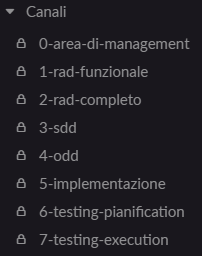 Canali
0-area-di-management
1-rad-funzionale
2-rad-completo
3-sdd
4-odd
5-implementazione
6-testing-pianification
7-testing-execution